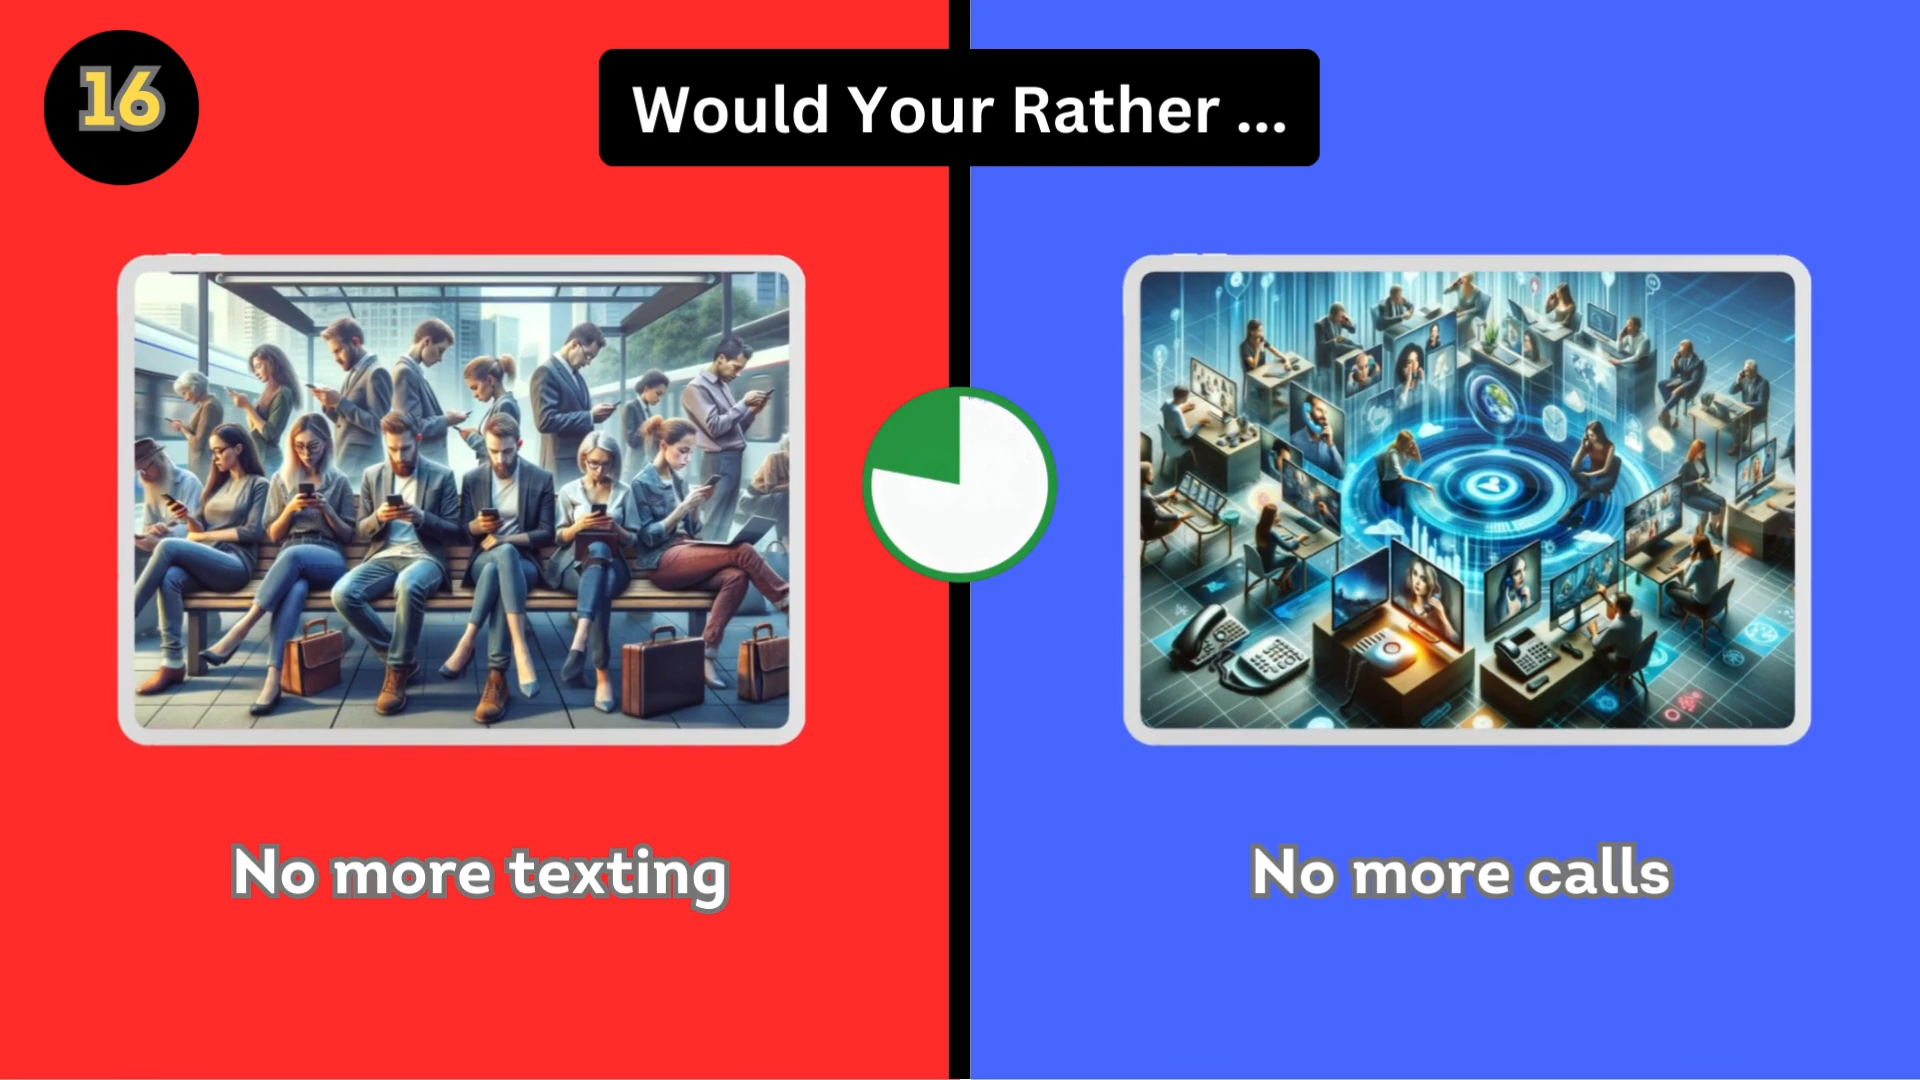 16
Would Your Rather ...
No more texting
No more calls